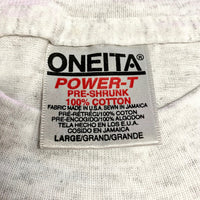 ONEITA®
POWER-T
PRE-SHRUNK
100% COTTON
FABRIC MADE IN U.S.A. SEWN IN JAMAICA
PRE-RÉTRÉCI/100% COTON
PRE-ENCOGIDO/100% ALGODON
TELA HECHO EN LOS E.U.
COSIDO EN JAMAICA
LARGE/GRAND/GRANDE